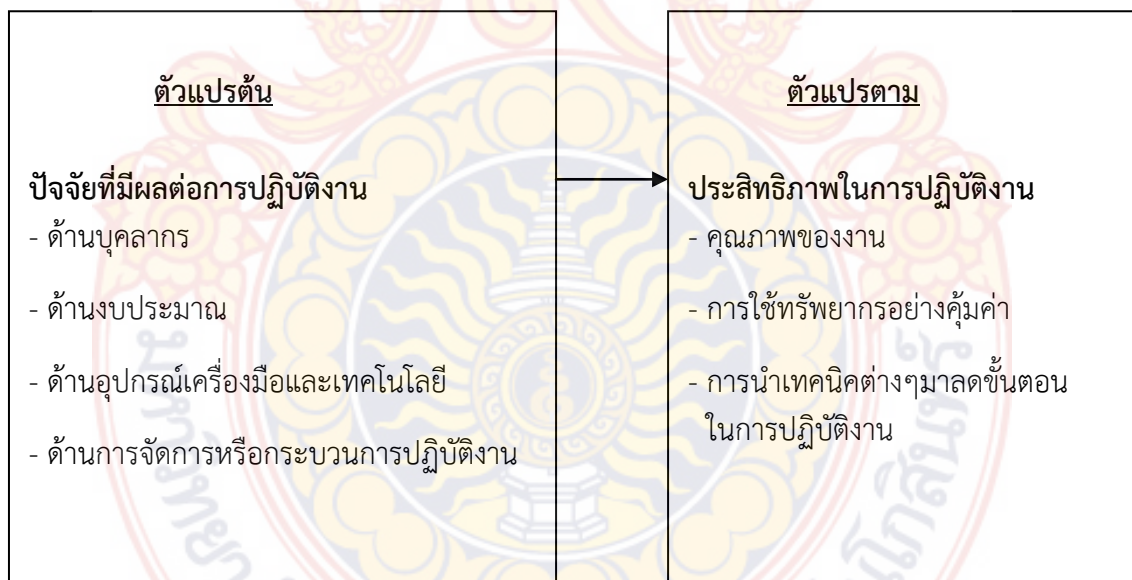 ตัวแปรต้น
ปัจจัยที่มีผลต่อการปฏิบัติงาน
- ด้านบุคลากร
- ด้านงบประมาณ
- ด้านอุปกรณ์เครื่องมือและเทคโนโลยี
- ด้านการจัดการหรือกระบวนการปฏิบัติงาน
ตัวแปรตาม
ประสิทธิภาพในการปฏิบัติงาน
- คุณภาพของงาน
- การใช้ทรัพยากรอย่างคุ้มค่า
- การนำเทคนิคต่างๆมาลดขั้นตอน
ในการปฏิบัติงาน